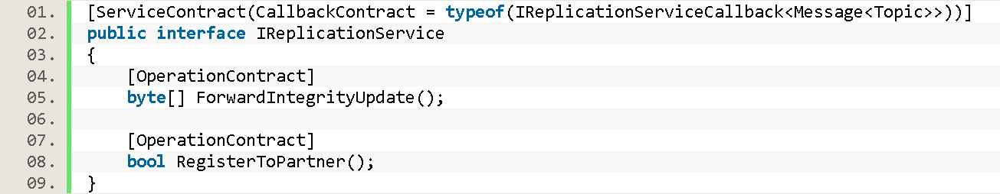 01. [ServiceContract(CallbackContract = typeof(IReplicationServiceCallback<Message<Topic>>))]
02. public interface IReplicationService
03. {
04.     [OperationContract]
05.     byte[] ForwardIntegrityUpdate();
06.
07.     [OperationContract]
08.     bool RegisterToPartner();
09. }